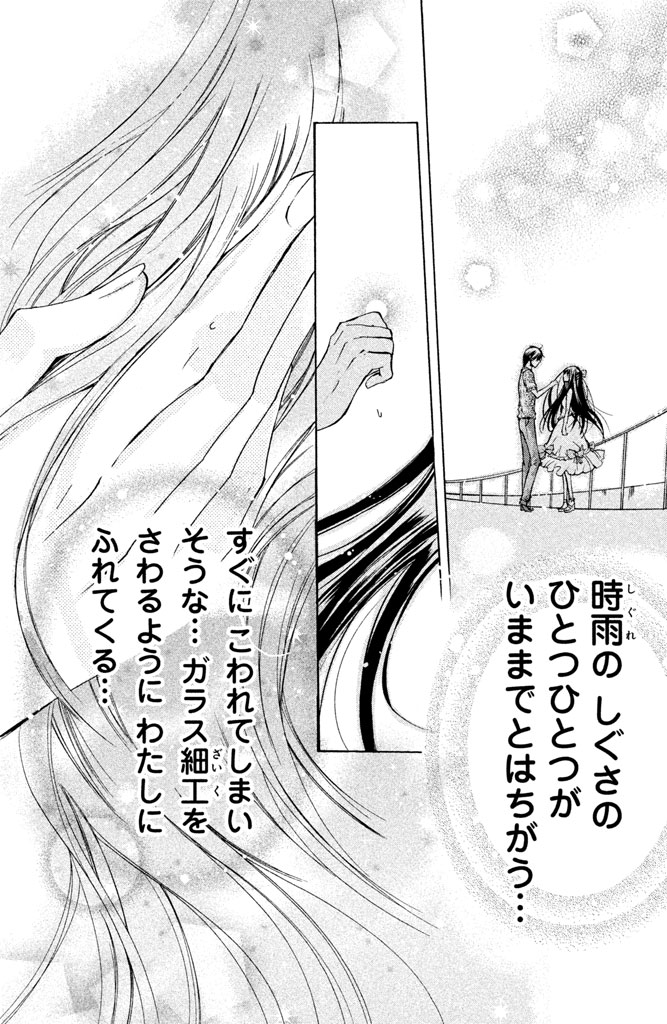 時雨の しぐさの
ひとつひとつが
いままでとはちがう…
すぐに こわれてしまい
そうな… ガラス細工を
さわるように わたしに
ふれてくる…